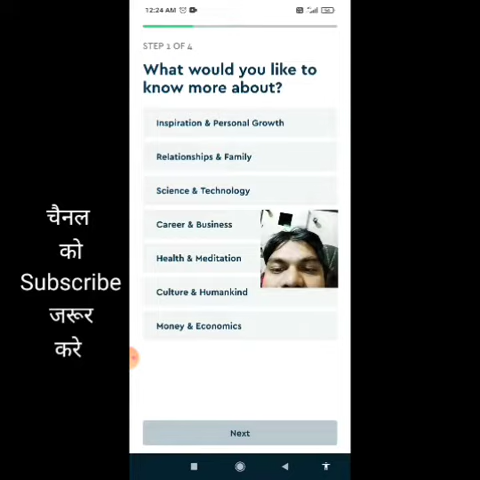 12:24 AM
STEP 1 OF 4
What would you like to
know more about?
Inspiration & Personal Growth
Relationships & Family
Science & Technology
Career & Business
Health & Meditation
Culture & Humankind
Money & Economics
Next
चैनल
को
Subscribe
जरूर
करे